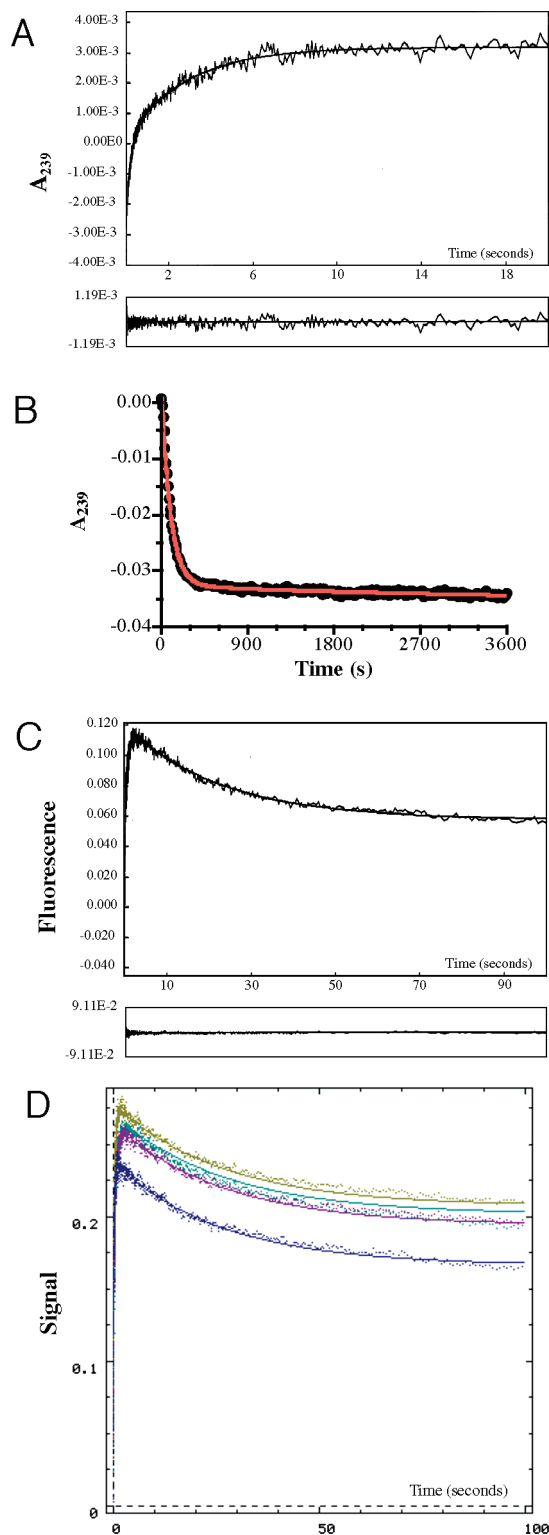 A
4.00E-3
3.00E-3
2.00E-3
1.00E-3
0.00E0
-1.00E-3
-2.00E-3
-3.00E-3
-4.00E-3
A239
Time (seconds)
2 6 10 14 18
1.19E-3
-1.19E-3
B
0.00
-0.01
-0.02
-0.03
-0.04
A239
0 900 1800 2700 3600
Time (s)
C
0.120
0.100
0.080
0.060
0.040
0.000
-0.020
-0.040
Fluorescence
Time (seconds)
10 30 50 70 90
9.11E-2
-9.11E-2
D
0.2
0.1
0
Signal
Time (seconds)
0 50 100